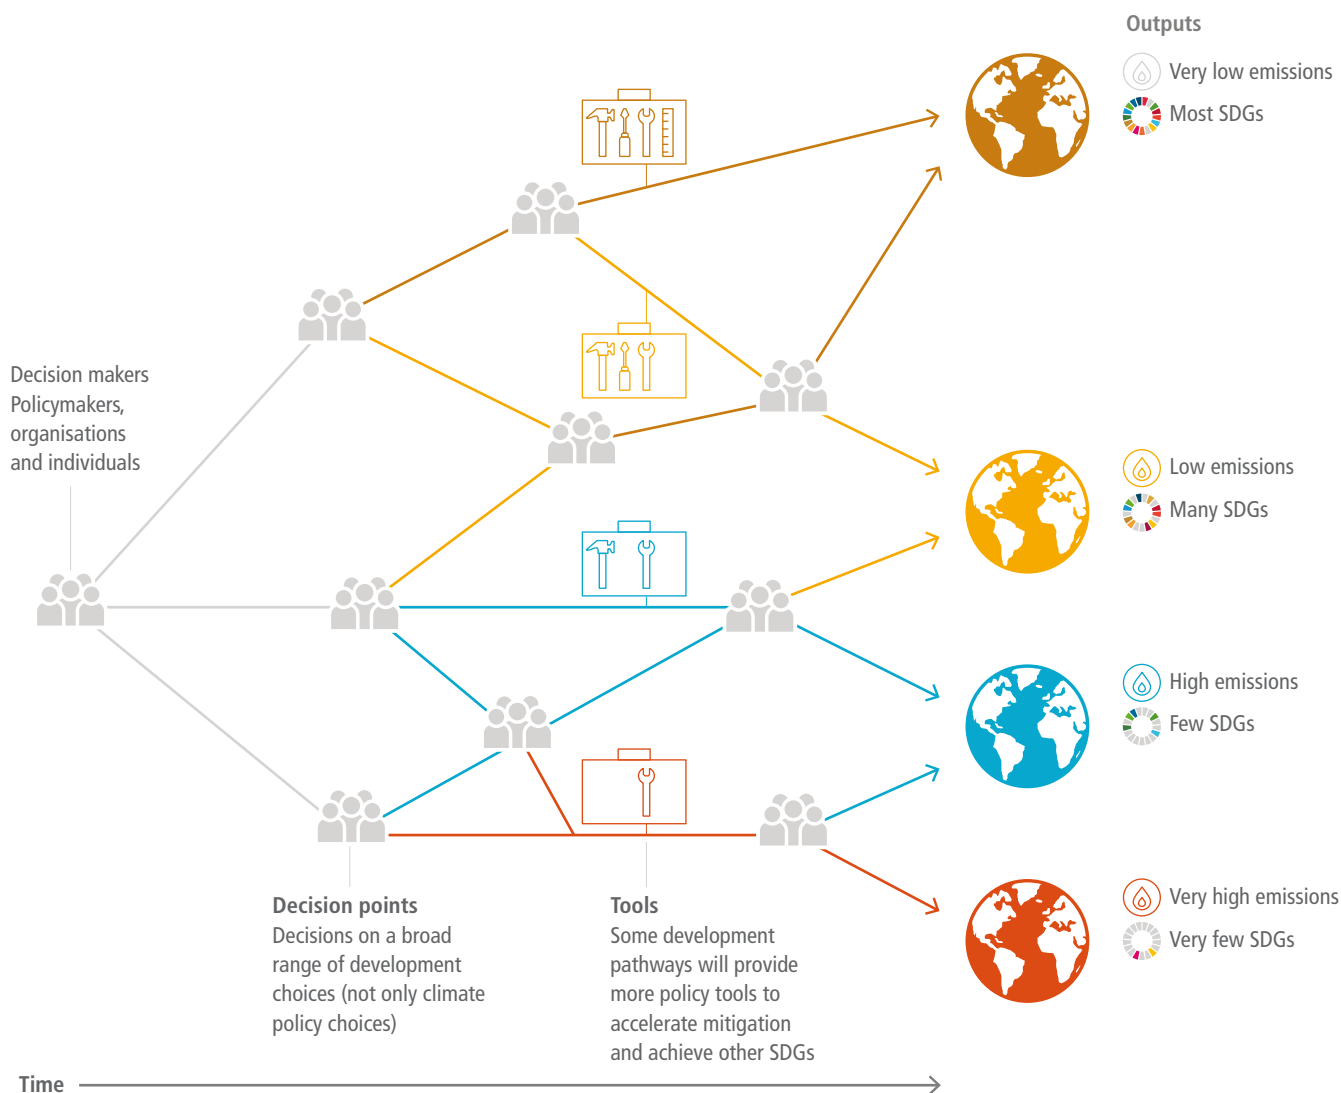 Outputs
Very low emissions
Most SDGs
Decision makers
Policymakers,
organisations
and individuals
Low emissions
Many SDGs
High emissions
Few SDGs
Very high emissions
Very few SDGs
Decision points
Decisions on a broad
range of development
choices (not only climate
policy choices)
Tools
Some development
pathways will provide
more policy tools to
accelerate mitigation
and achieve other SDGs
Time